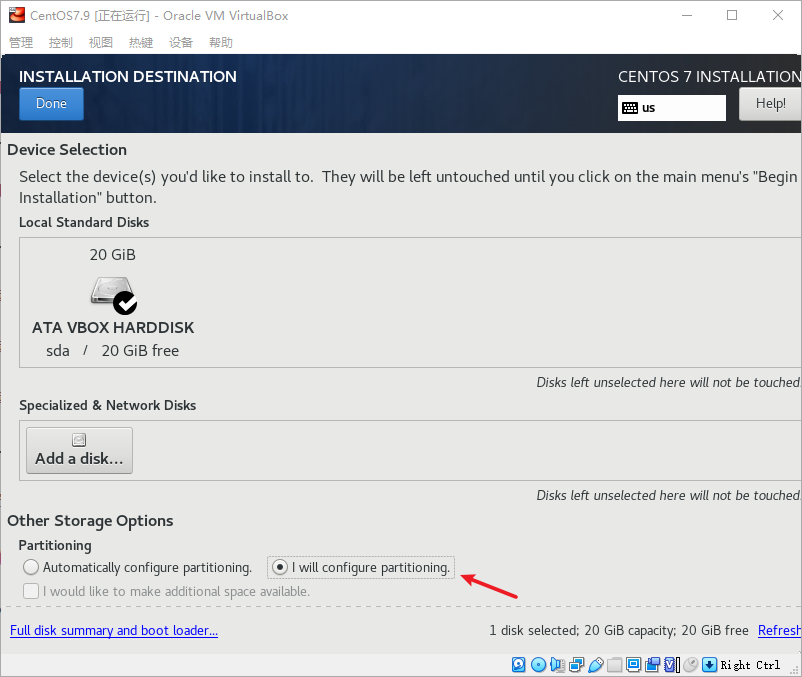 CentOS7.9 [正在运行] - Oracle VM VirtualBox
管理 控制 视图 热键 设备 帮助
INSTALLATION DESTINATION
CENTOS 7 INSTALLATION
Done
us
Help!
Device Selection
Select the device(s) you'd like to install to. They will be left untouched until you click on the main menu's "Begin
Installation" button.
Local Standard Disks
20 GiB
ATA VBOX HARDDISK
sda / 20 GiB free
Disks left unselected here will not be touched.
Specialized & Network Disks
Add a disk...
Disks left unselected here will not be touched.
Other Storage Options
Partitioning
Automatically configure partitioning. I will configure partitioning.
I would like to make additional space available.
Full disk summary and boot loader... 1 disk selected; 20 GiB capacity; 20 GiB free Refresh
Right Ctrl